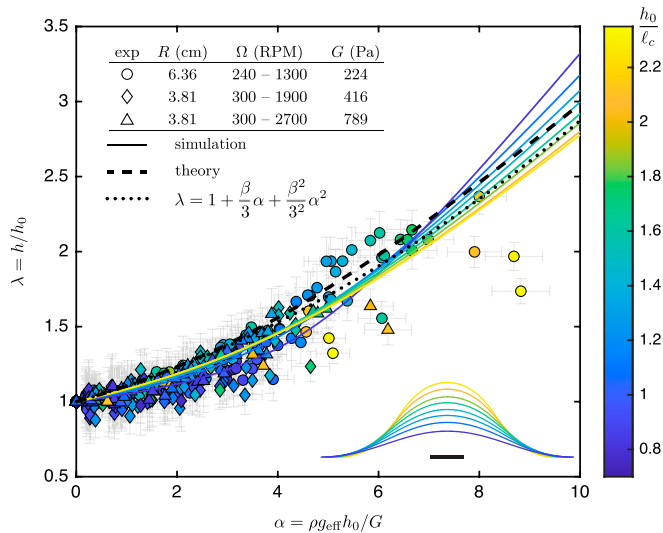 3.5
3
2.5
2
1.5
1
0.5
λ = h/h₀
exp R (cm) Ω (RPM) G (Pa)
6.36 240 – 1300 224
3.81 300 – 1900 416
3.81 300 – 2700 789
simulation
theory
λ = 1 + β/3 α + β²/3² α²
0 2 4 6 8 10
α = ρg_eff h₀/G
h₀/ℓ_c
2
1.8
1.6
1.4
1.2
1
0.8